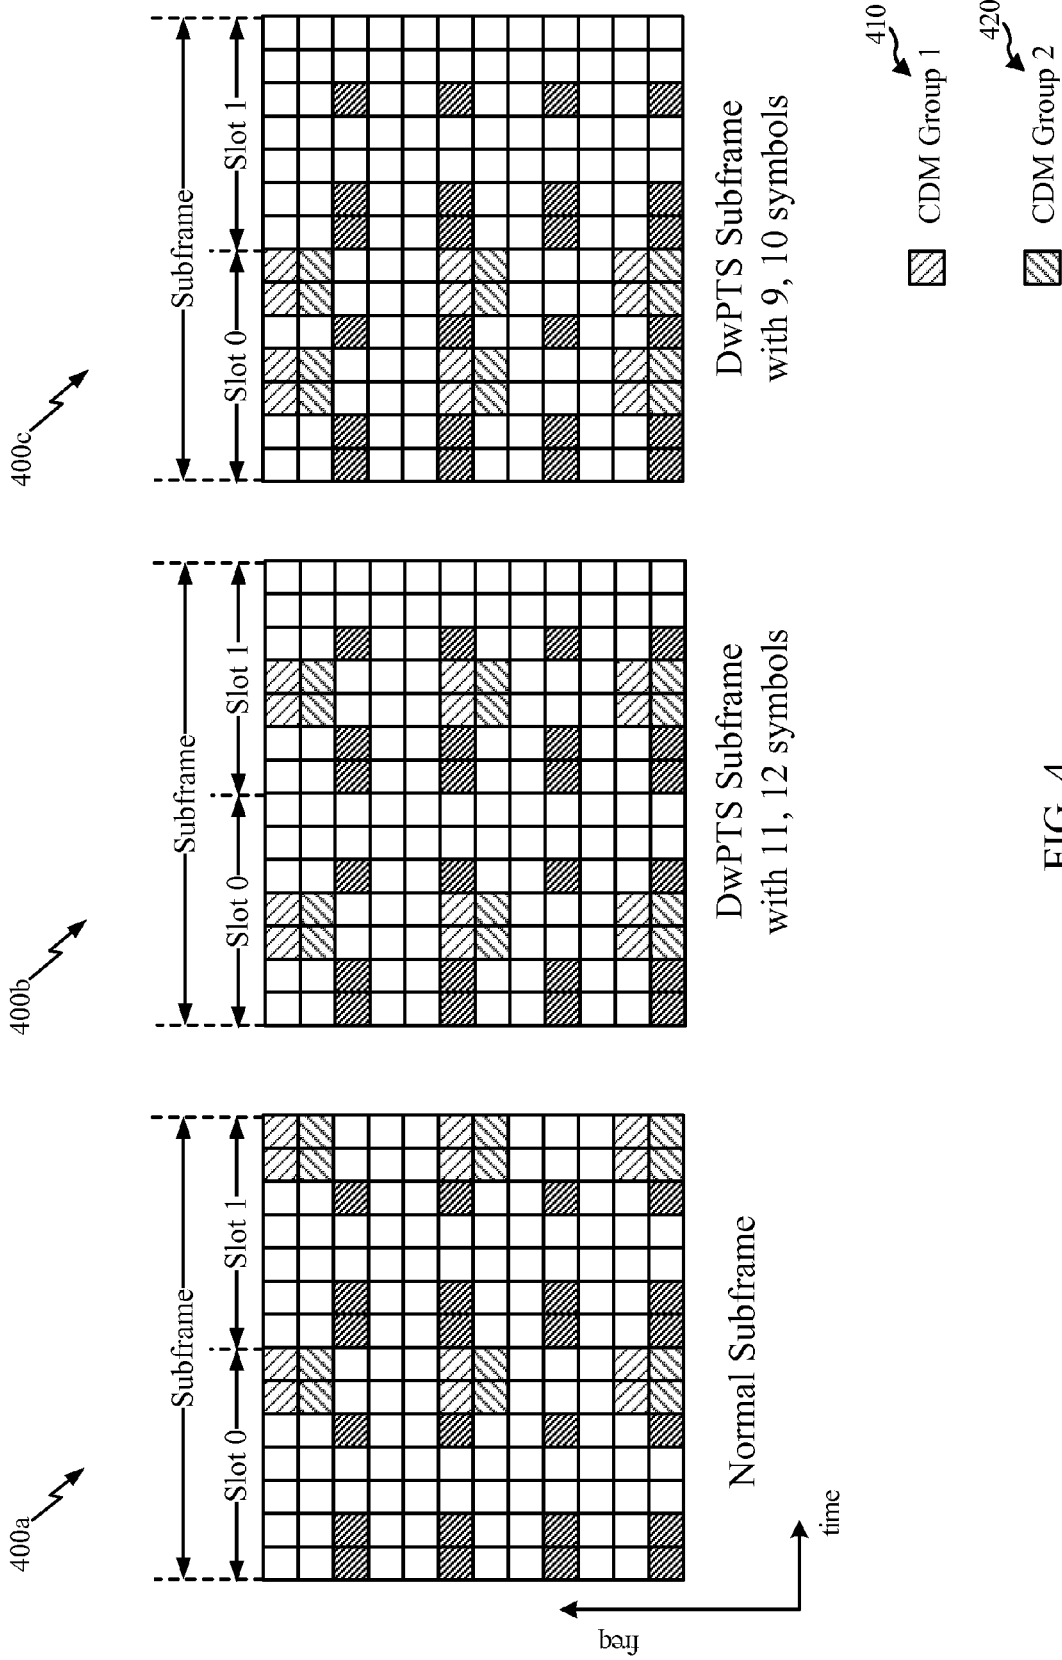 400a
Subframe
Slot 0
Slot 1
Normal Subframe
freq
time
400b
Subframe
Slot 0
Slot 1
DwPTS Subframe
with 11, 12 symbols
400c
Subframe
Slot 0
Slot 1
DwPTS Subframe
with 9, 10 symbols
410
CDM Group 1
420
CDM Group 2
FIG. 4